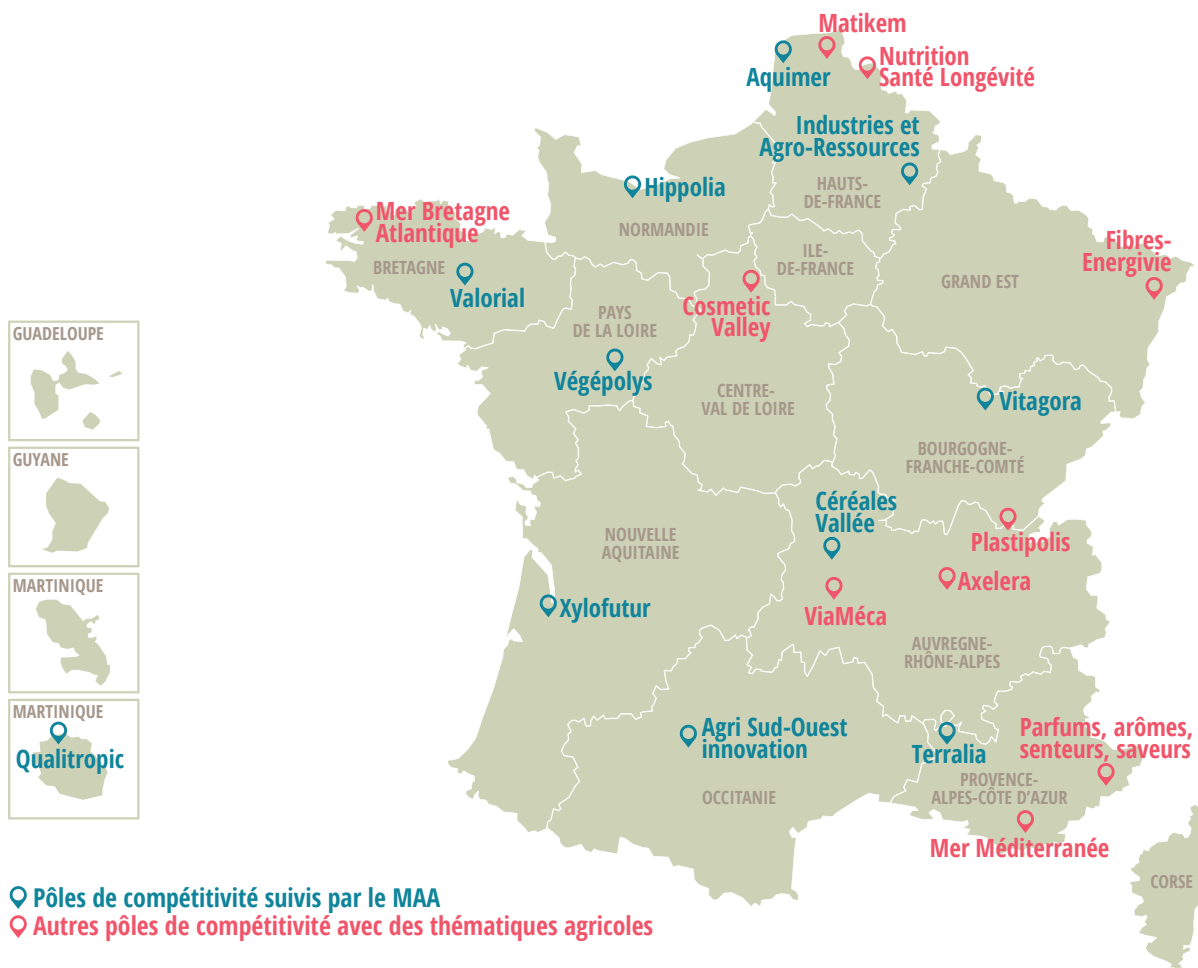 Matikem
Aquimer
Nutrition
Santé Longévité
Industries et
Agro-Ressources
HAUTS-
DE-FRANCE
Hippolia
NORMANDIE
Mer Bretagne
Atlantique
BRETAGNE
Valorial
ILE-
DE-FRANCE
Fibres-
Energivie
GRAND EST
Cosmetic
Valley
PAYS
DE LA LOIRE
Végépolys
CENTRE-
VAL DE LOIRE
Vitagora
BOURGOGNE-
FRANCHE-COMTÉ
GUADELOUPE
GUYANE
MARTINIQUE
MARTINIQUE
Qualitropic
Céréales
Vallée
Plastipolis
NOUVELLE
AQUITAINE
Axelera
Xylofutur
ViaMéca
AUVREGNE-
RHÔNE-ALPES
Agri Sud-Ouest
innovation
Terralia
Parfums, arômes,
senteurs, saveurs
PROVENCE-
ALPES-CÔTE D'AZUR
OCCITANIE
Mer Méditerranée
CORSE
Pôles de compétitivité suivis par le MAA
Autres pôles de compétitivité avec des thématiques agricoles